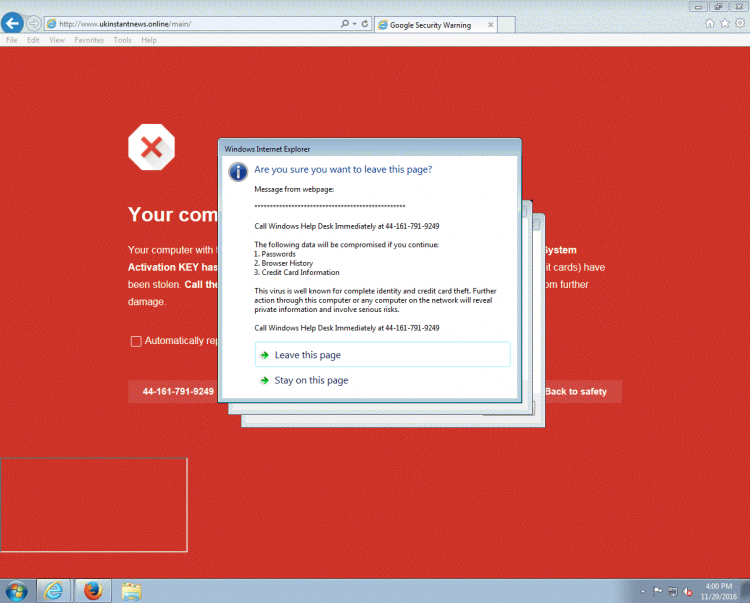 http://www.ukinstantnews.online/main/
Google Security Warning
File Edit View Favorites Tools Help
Windows Internet Explorer
Are you sure you want to leave this page?
Message from webpage:
************************************************
Call Windows Help Desk Immediately at 44-161-791-9249
The following data will be compromised if you continue:
1. Passwords
2. Browser History
3. Credit Card Information
This virus is well known for complete identity and credit card theft. Further
action through this computer or any computer on the network will reveal
private information and involve serious risks.
Call Windows Help Desk Immediately at 44-161-791-9249
Leave this page
Stay on this page
Your com
Your computer with
System
Activation KEY has
it cards) have
been stolen. Call the
om further
damage.
Automatically rep
44-161-791-9249
Back to safety
4:00 PM
11/29/2016